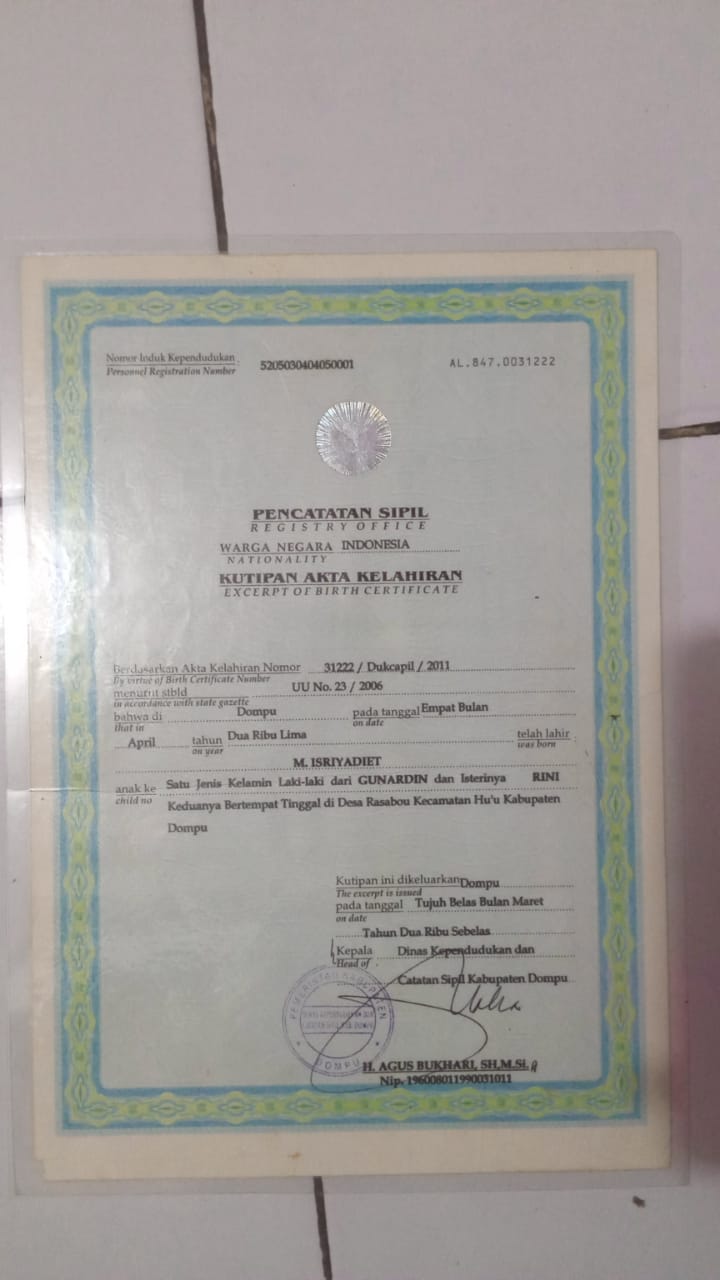 Nomor Induk Kependudukan : 5205030404050001 AL.847.0031222
Personnel Registration Number
PENCATATAN SIPIL
REGISTRY OFFICE
WARGA NEGARA INDONESIA
NATIONALITY
KUTIPAN AKTA KELAHIRAN
EXCERPT OF BIRTH CERTIFICATE
Berdasarkan Akta Kelahiran Nomor 31222 / Dukcapil / 2011
By virtue of Birth Certificate Number
menurut stbld UU No. 23 / 2006
in accordance with state gazette
bahwa di Dompu pada tanggal Empat Bulan
that in on date
April tahun Dua Ribu Lima telah lahir :
on year was born
M. ISRIYADIET
anak ke Satu Jenis Kelamin Laki-laki dari GUNARDIN dan Isterinya RINI
child no
Keduanya Bertempat Tinggal di Desa Rasabou Kecamatan Hu'u Kabupaten
Dompu
Kutipan ini dikeluarkan Dompu
The excerpt is issued
pada tanggal Tujuh Belas Bulan Maret
on date
Tahun Dua Ribu Sebelas
Kepala Dinas Kependudukan dan
Head of
Catatan Sipil Kabupaten Dompu
PEMERINTAH KABUPATEN
DOMPU
H. AGUS BUKHARI, SH,M.Si.
Nip. 196008011990031011